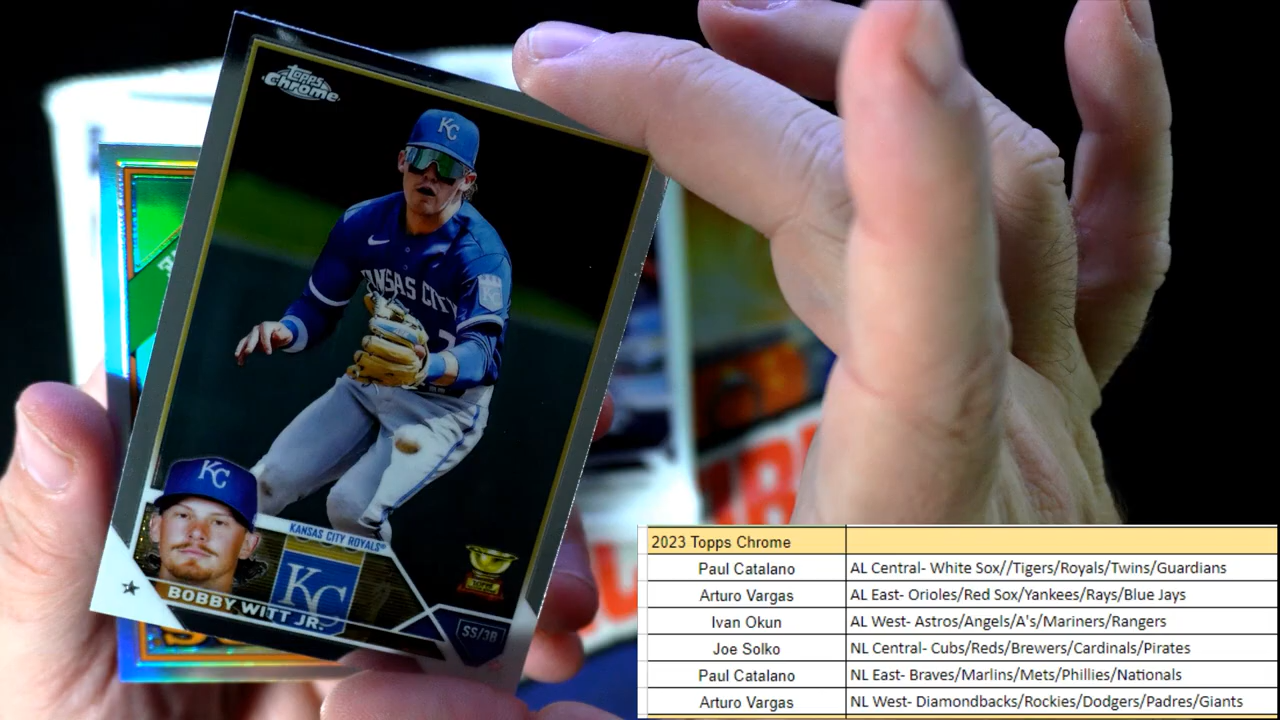 Topps
Chrome
KC
KANSAS CITY
KC
KANSAS CITY ROYALS®
KC
BOBBY WITT JR.
SS/3B
2023 Topps Chrome
Paul Catalano AL Central- White Sox//Tigers/Royals/Twins/Guardians
Arturo Vargas AL East- Orioles/Red Sox/Yankees/Rays/Blue Jays
Ivan Okun AL West- Astros/Angels/A's/Mariners/Rangers
Joe Solko NL Central- Cubs/Reds/Brewers/Cardinals/Pirates
Paul Catalano NL East- Braves/Marlins/Mets/Phillies/Nationals
Arturo Vargas NL West- Diamondbacks/Rockies/Dodgers/Padres/Giants